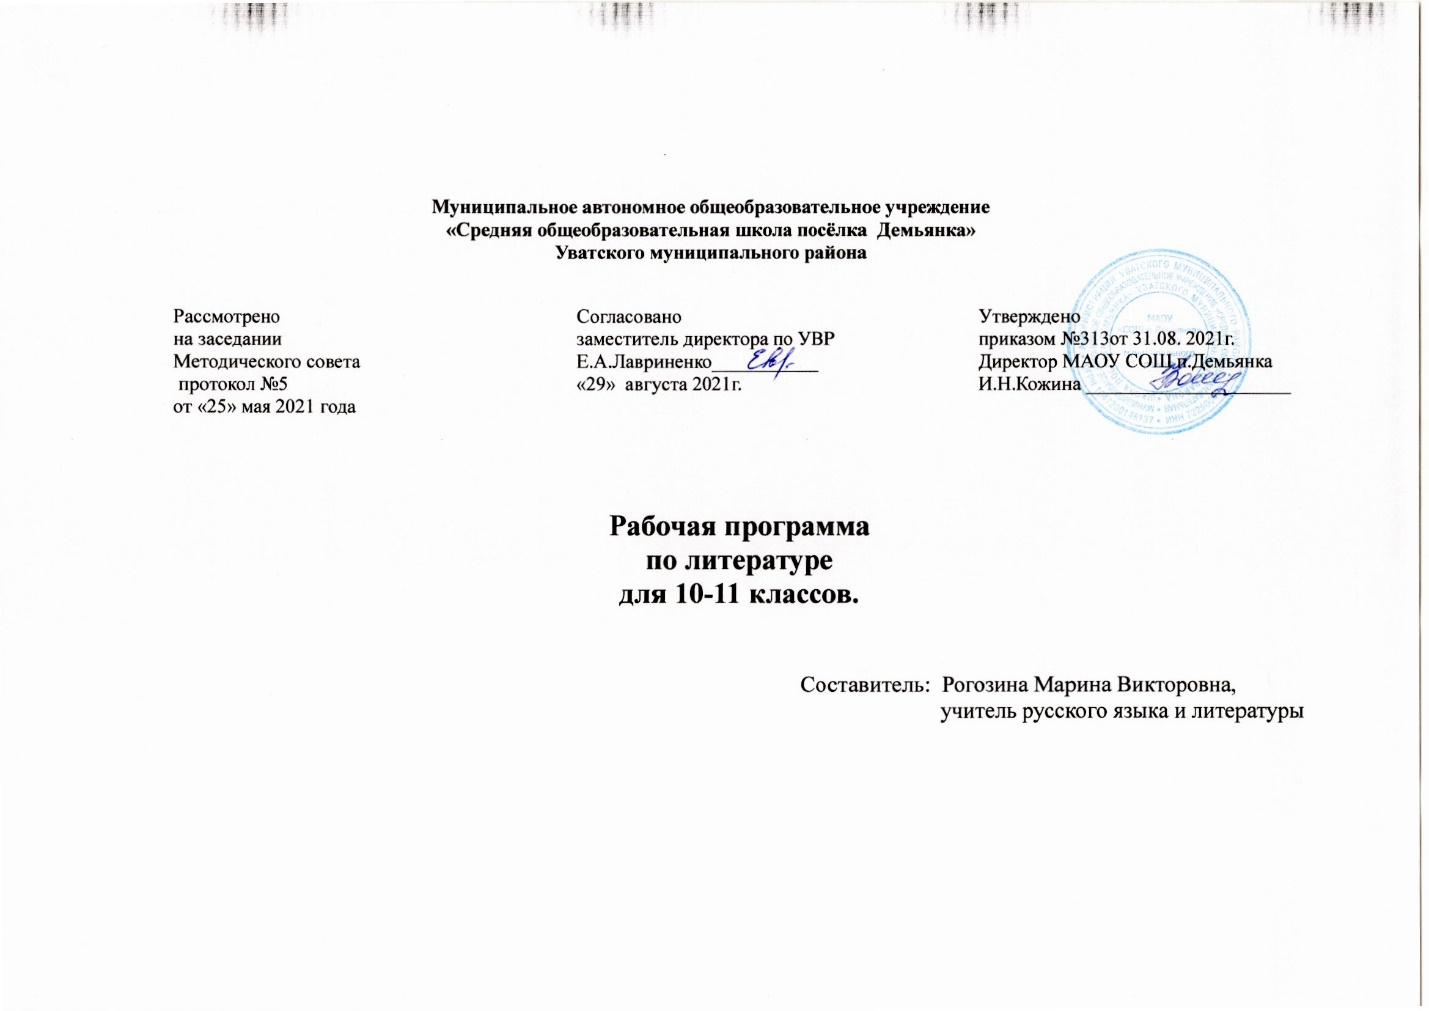 Муниципальное автономное общеобразовательное учреждение
«Средняя общеобразовательная школа посёлка Демьянка»
Уватского муниципального района
Рассмотрено
на заседании
Методического совета
протокол №5
от «25» мая 2021 года
Согласовано
заместитель директора по УВР
Е.А.Лавриненко___________
«29» августа 2021г.
Утверждено
приказом №313от 31.08. 2021г.
Директор МАОУ СОШ п.Демьянка
И.Н.Кожина_____________________
Рабочая программа
по литературе
для 10-11 классов.
Составитель: Рогозина Марина Викторовна,
учитель русского языка и литературы